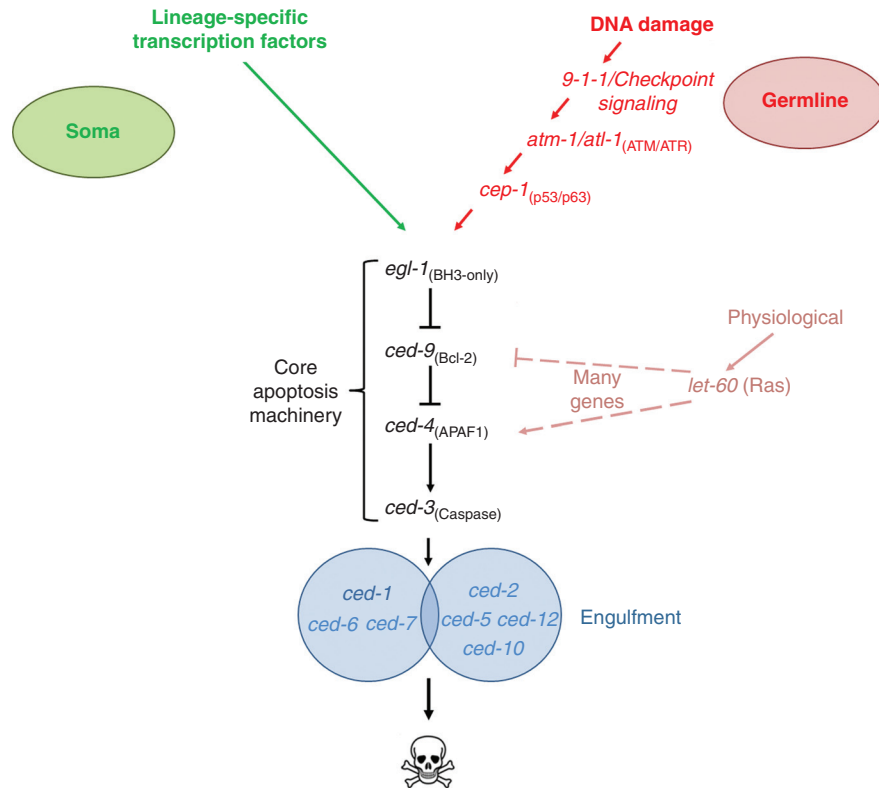 Lineage-specific
transcription factors
DNA damage
9-1-1/Checkpoint
signaling
Germline
Soma
atm-1/atl-1(ATM/ATR)
cep-1(p53/p63)
egl-1(BH3-only)
Physiological
ced-9(Bcl-2)
Core
apoptosis
machinery
Many
genes
let-60 (Ras)
ced-4(APAF1)
ced-3(Caspase)
ced-1
ced-6 ced-7
ced-2
ced-5 ced-12
ced-10
Engulfment